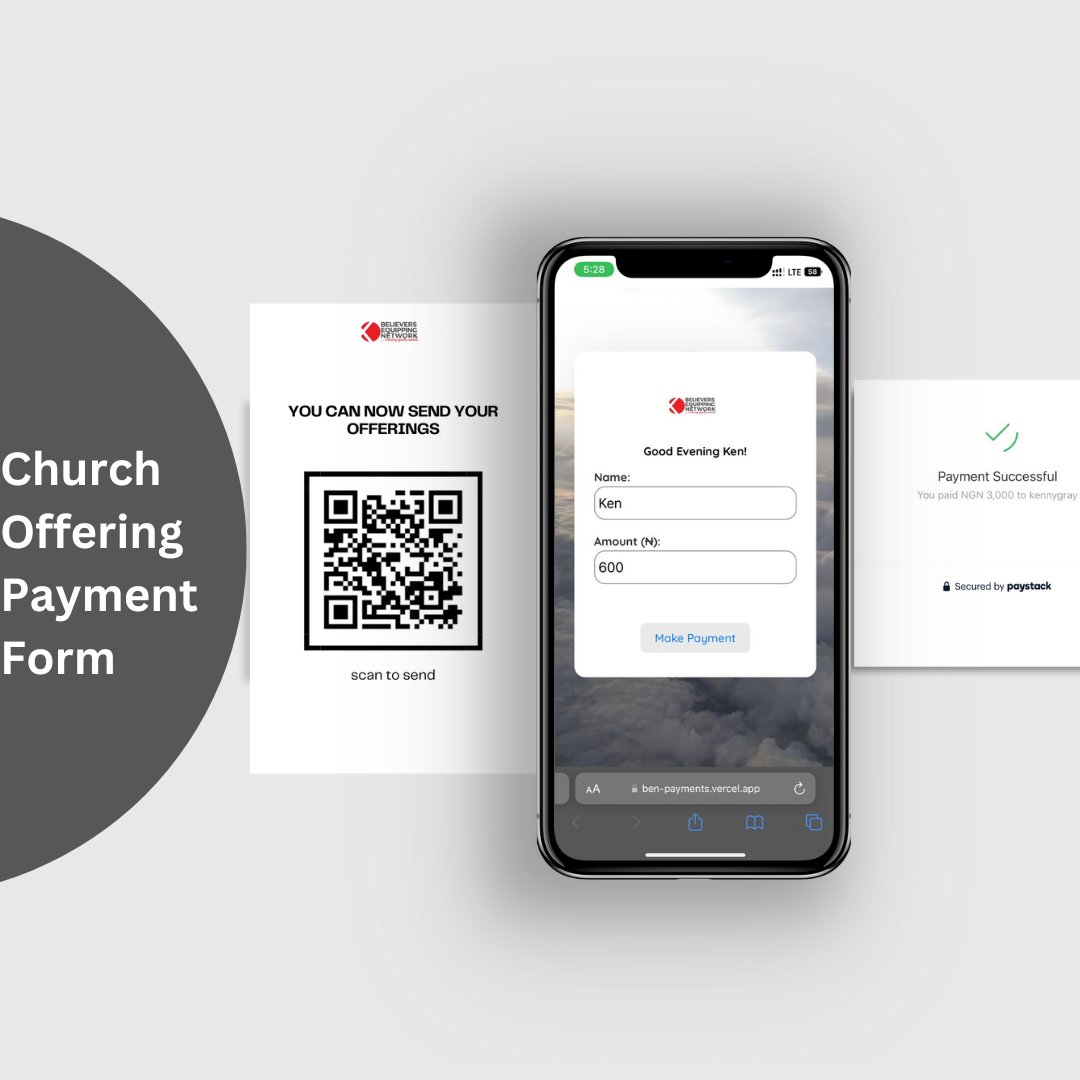 Church
Offering
Payment
Form
BELIEVERS
EQUIPPING
NETWORK
YOU CAN NOW SEND YOUR
OFFERINGS
scan to send
5:28
LTE 58
BELIEVERS
EQUIPPING
NETWORK
Good Evening Ken!
Name:
Ken
Amount (₦):
600
Make Payment
AA ben-payments.vercel.app
Payment Successful
You paid NGN 3,000 to kennygray
Secured by paystack